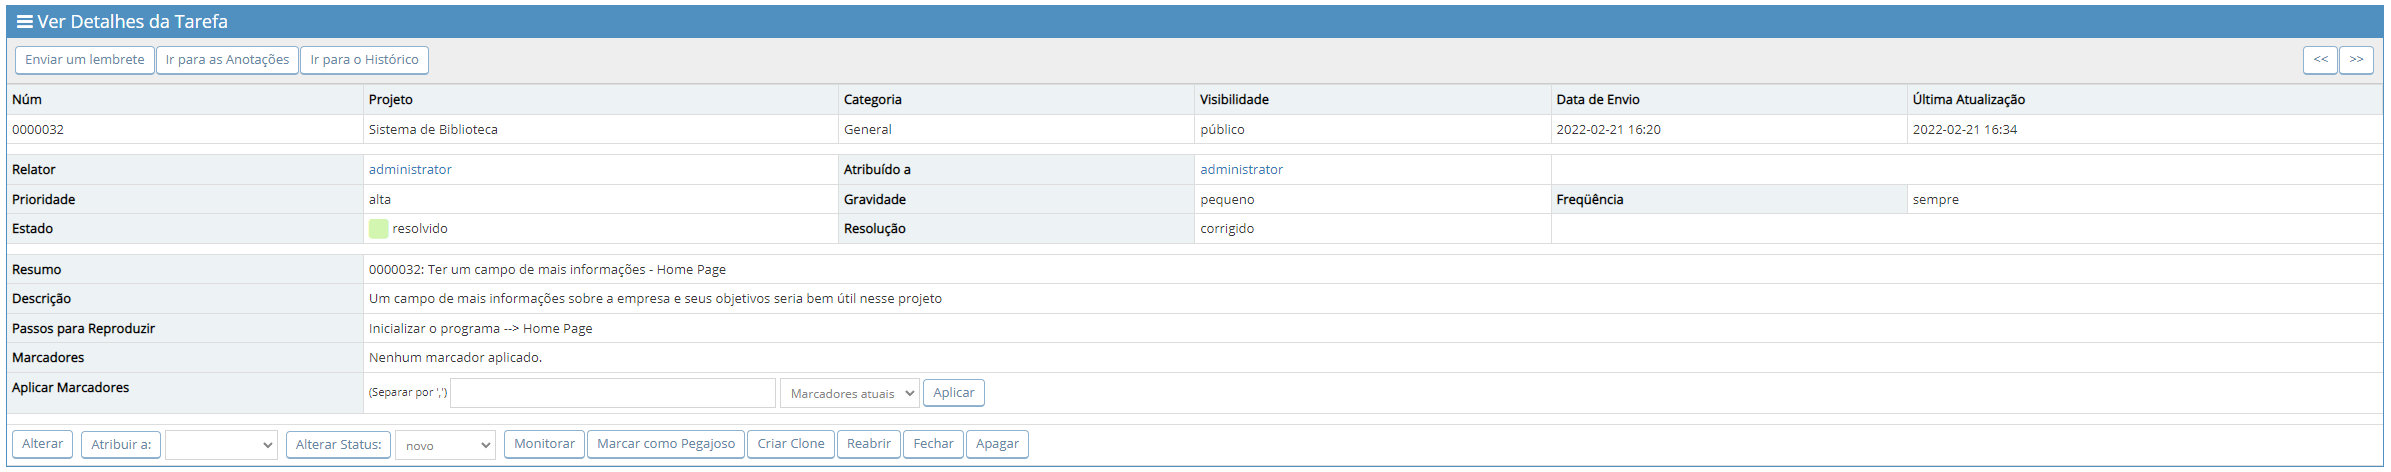 Ver Detalhes da Tarefa
Enviar um lembrete Ir para as Anotações Ir para o Histórico << >>
Núm Projeto Categoria Visibilidade Data de Envio Última Atualização
0000032 Sistema de Biblioteca General público 2022-02-21 16:20 2022-02-21 16:34
Relator administrator Atribuído a administrator
Prioridade alta Gravidade pequeno Freqüência sempre
Estado resolvido Resolução corrigido
Resumo 0000032: Ter um campo de mais informações - Home Page
Descrição Um campo de mais informações sobre a empresa e seus objetivos seria bem útil nesse projeto
Passos para Reproduzir Inicializar o programa --> Home Page
Marcadores Nenhum marcador aplicado.
Aplicar Marcadores (Separar por ',') Marcadores atuais Aplicar
Alterar Atribuir a: Alterar Status: novo Monitorar Marcar como Pegajoso Criar Clone Reabrir Fechar Apagar